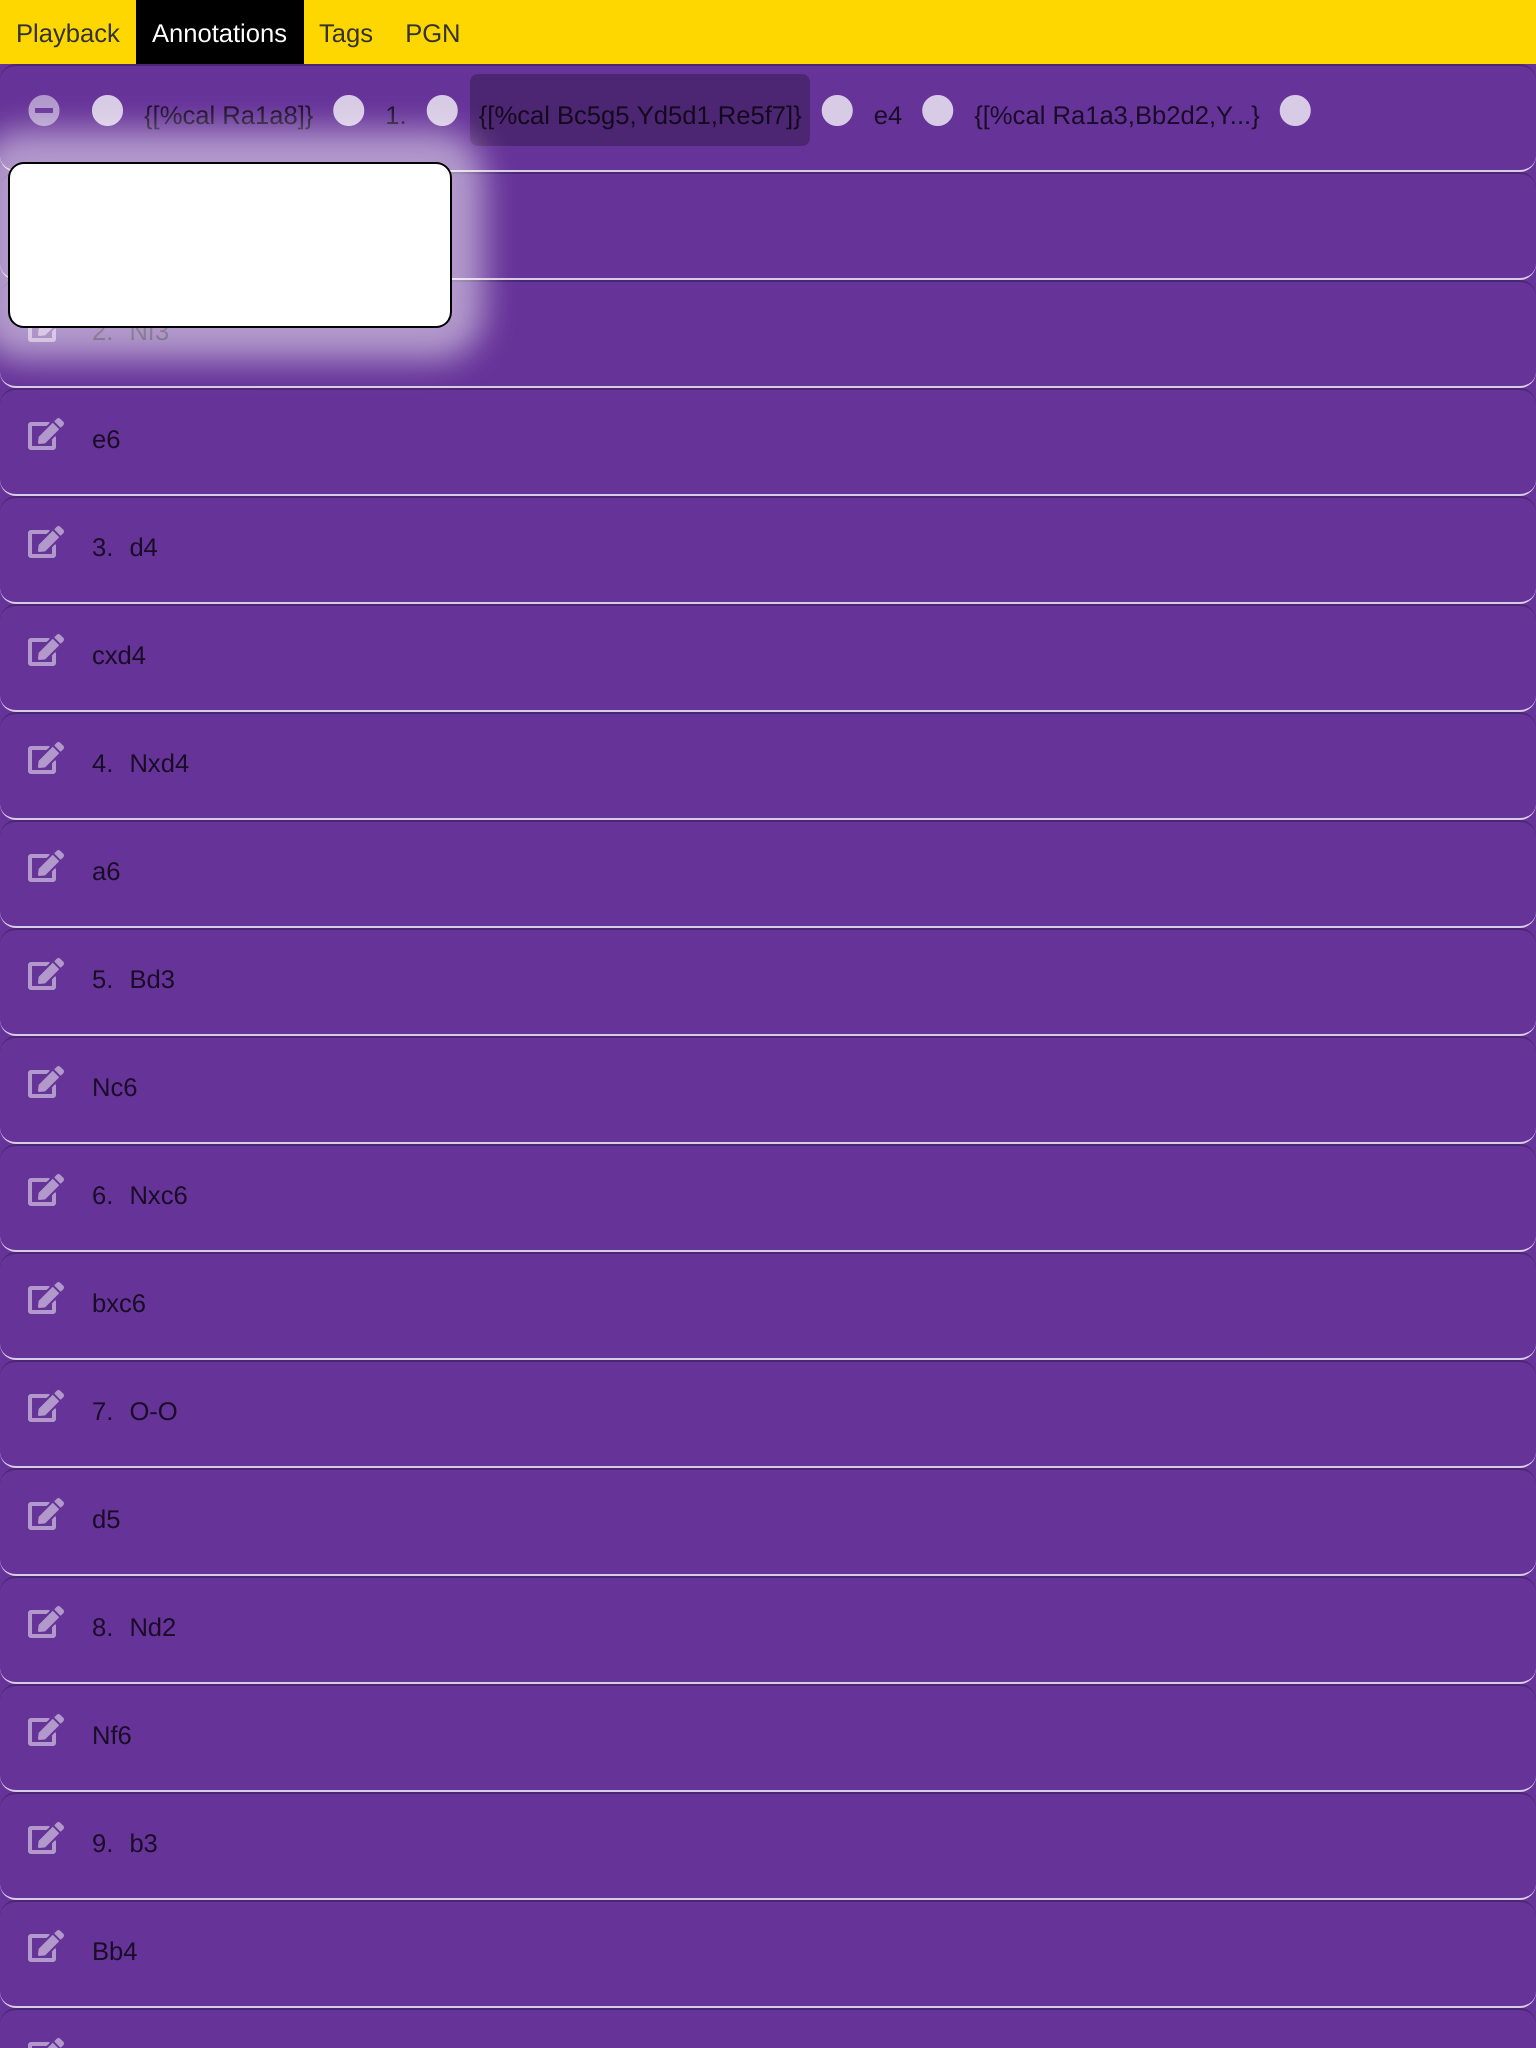 Playback Annotations Tags PGN
{[%cal Ra1a8]} 1. {[%cal Bc5g5,Yd5d1,Re5f7]} e4 {[%cal Ra1a3,Bb2d2,Y...}
2. Nf3
e6
3. d4
cxd4
4. Nxd4
a6
5. Bd3
Nc6
6. Nxc6
bxc6
7. O-O
d5
8. Nd2
Nf6
9. b3
Bb4